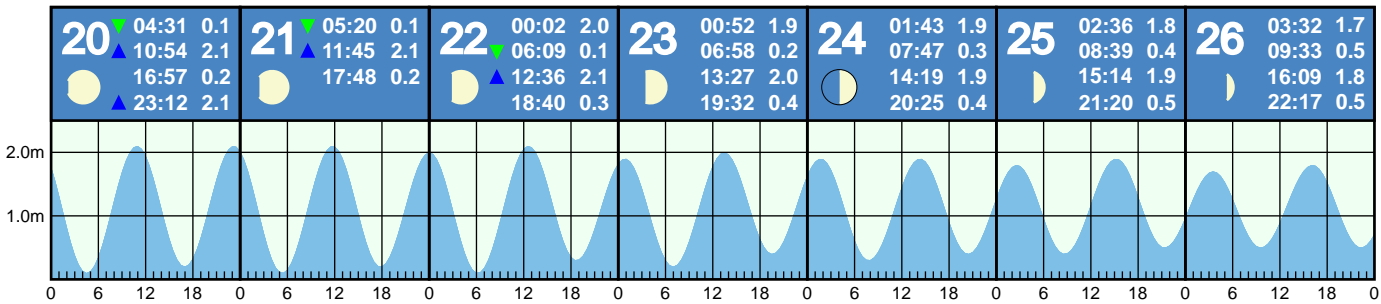 20 ▼ 04:31 0.1
▲ 10:54 2.1
16:57 0.2
▲ 23:12 2.1
21 ▼ 05:20 0.1
▲ 11:45 2.1
17:48 0.2
22 00:02 2.0
▼ 06:09 0.1
▲ 12:36 2.1
18:40 0.3
23 00:52 1.9
06:58 0.2
13:27 2.0
19:32 0.4
24 01:43 1.9
07:47 0.3
14:19 1.9
20:25 0.4
25 02:36 1.8
08:39 0.4
15:14 1.9
21:20 0.5
26 03:32 1.7
09:33 0.5
16:09 1.8
22:17 0.5
2.0m
1.0m
0 6 12 18 0 6 12 18 0 6 12 18 0 6 12 18 0 6 12 18 0 6 12 18 0 6 12 18 0